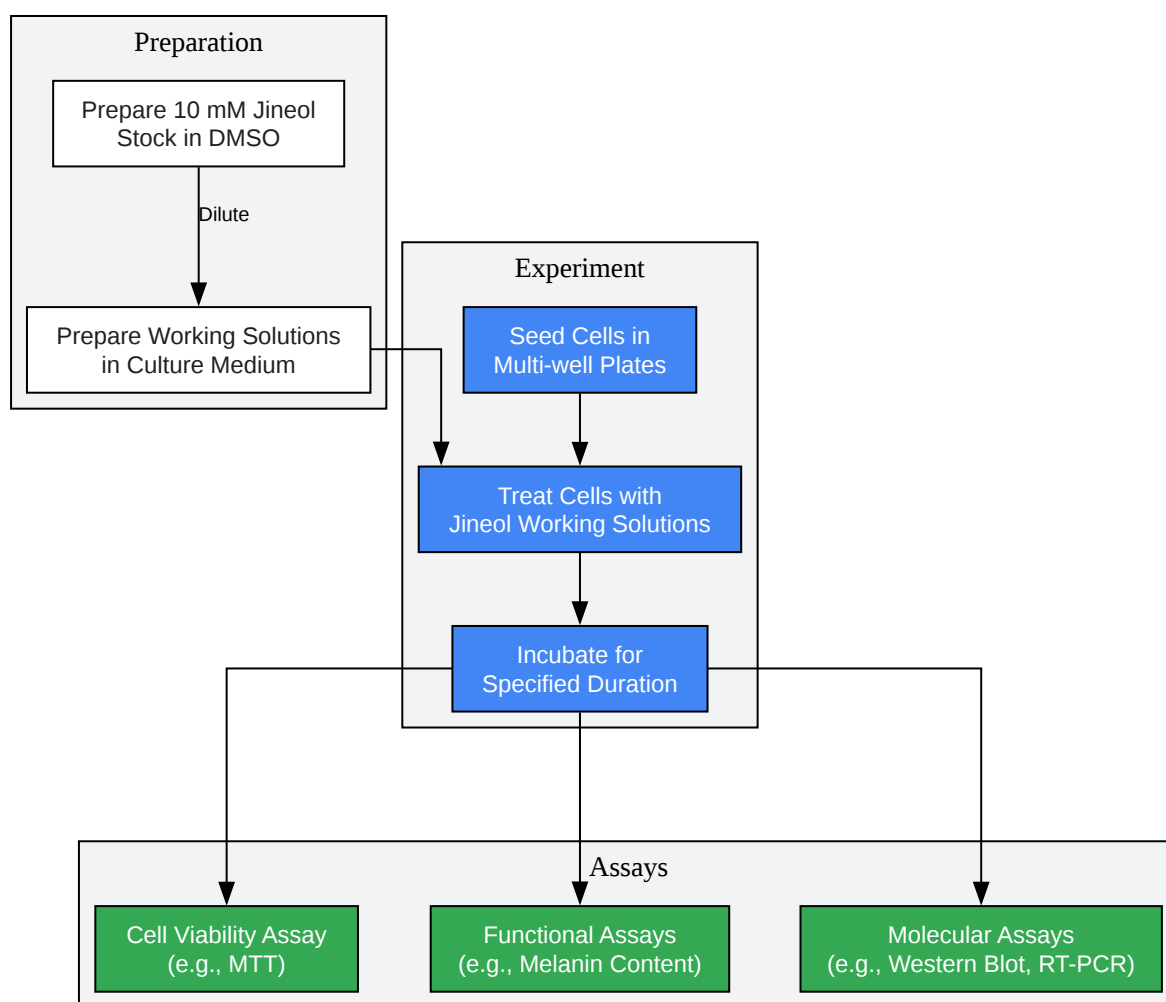 Preparation
Prepare 10 mM Jineol
Stock in DMSO
Dilute
Prepare Working Solutions
in Culture Medium
Experiment
Seed Cells in
Multi-well Plates
Treat Cells with
Jineol Working Solutions
Incubate for
Specified Duration
Assays
Cell Viability Assay
(e.g., MTT)
Functional Assays
(e.g., Melanin Content)
Molecular Assays
(e.g., Western Blot, RT-PCR)